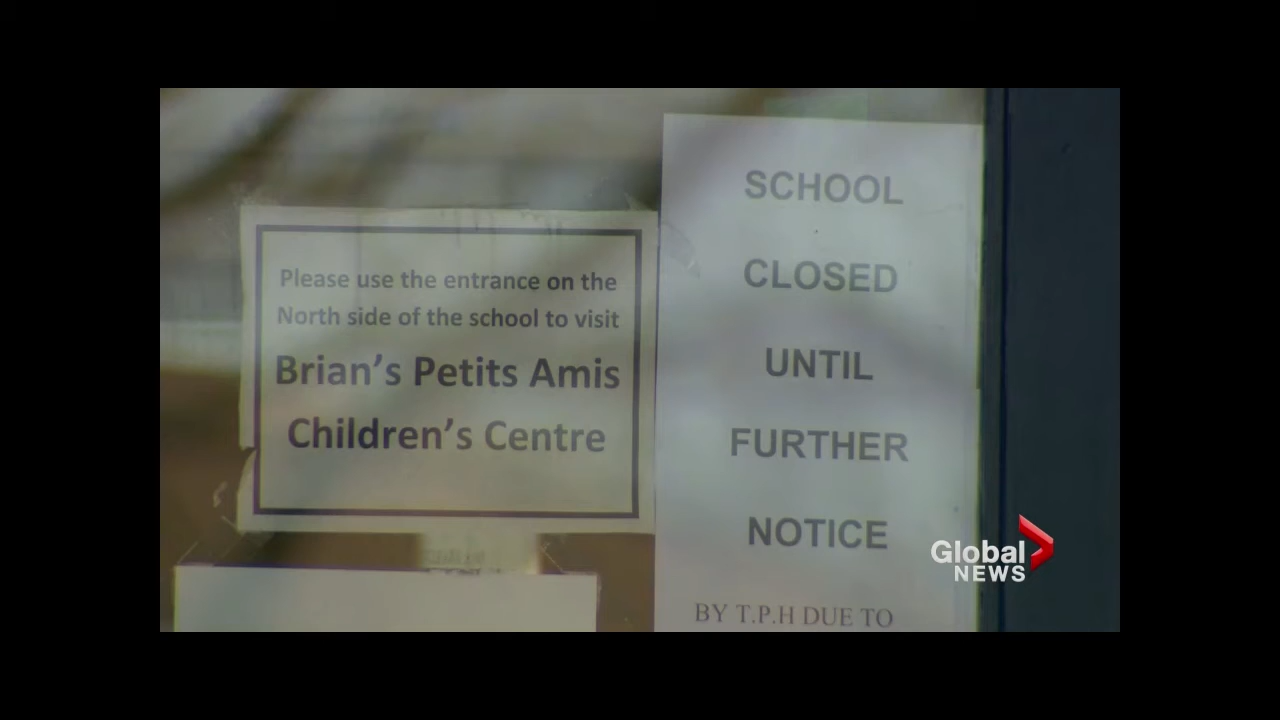 Please use the entrance on the
North side of the school to visit
Brian's Petits Amis
Children's Centre
SCHOOL
CLOSED
UNTIL
FURTHER
NOTICE
BY T.P.H DUE TO
Global
NEWS